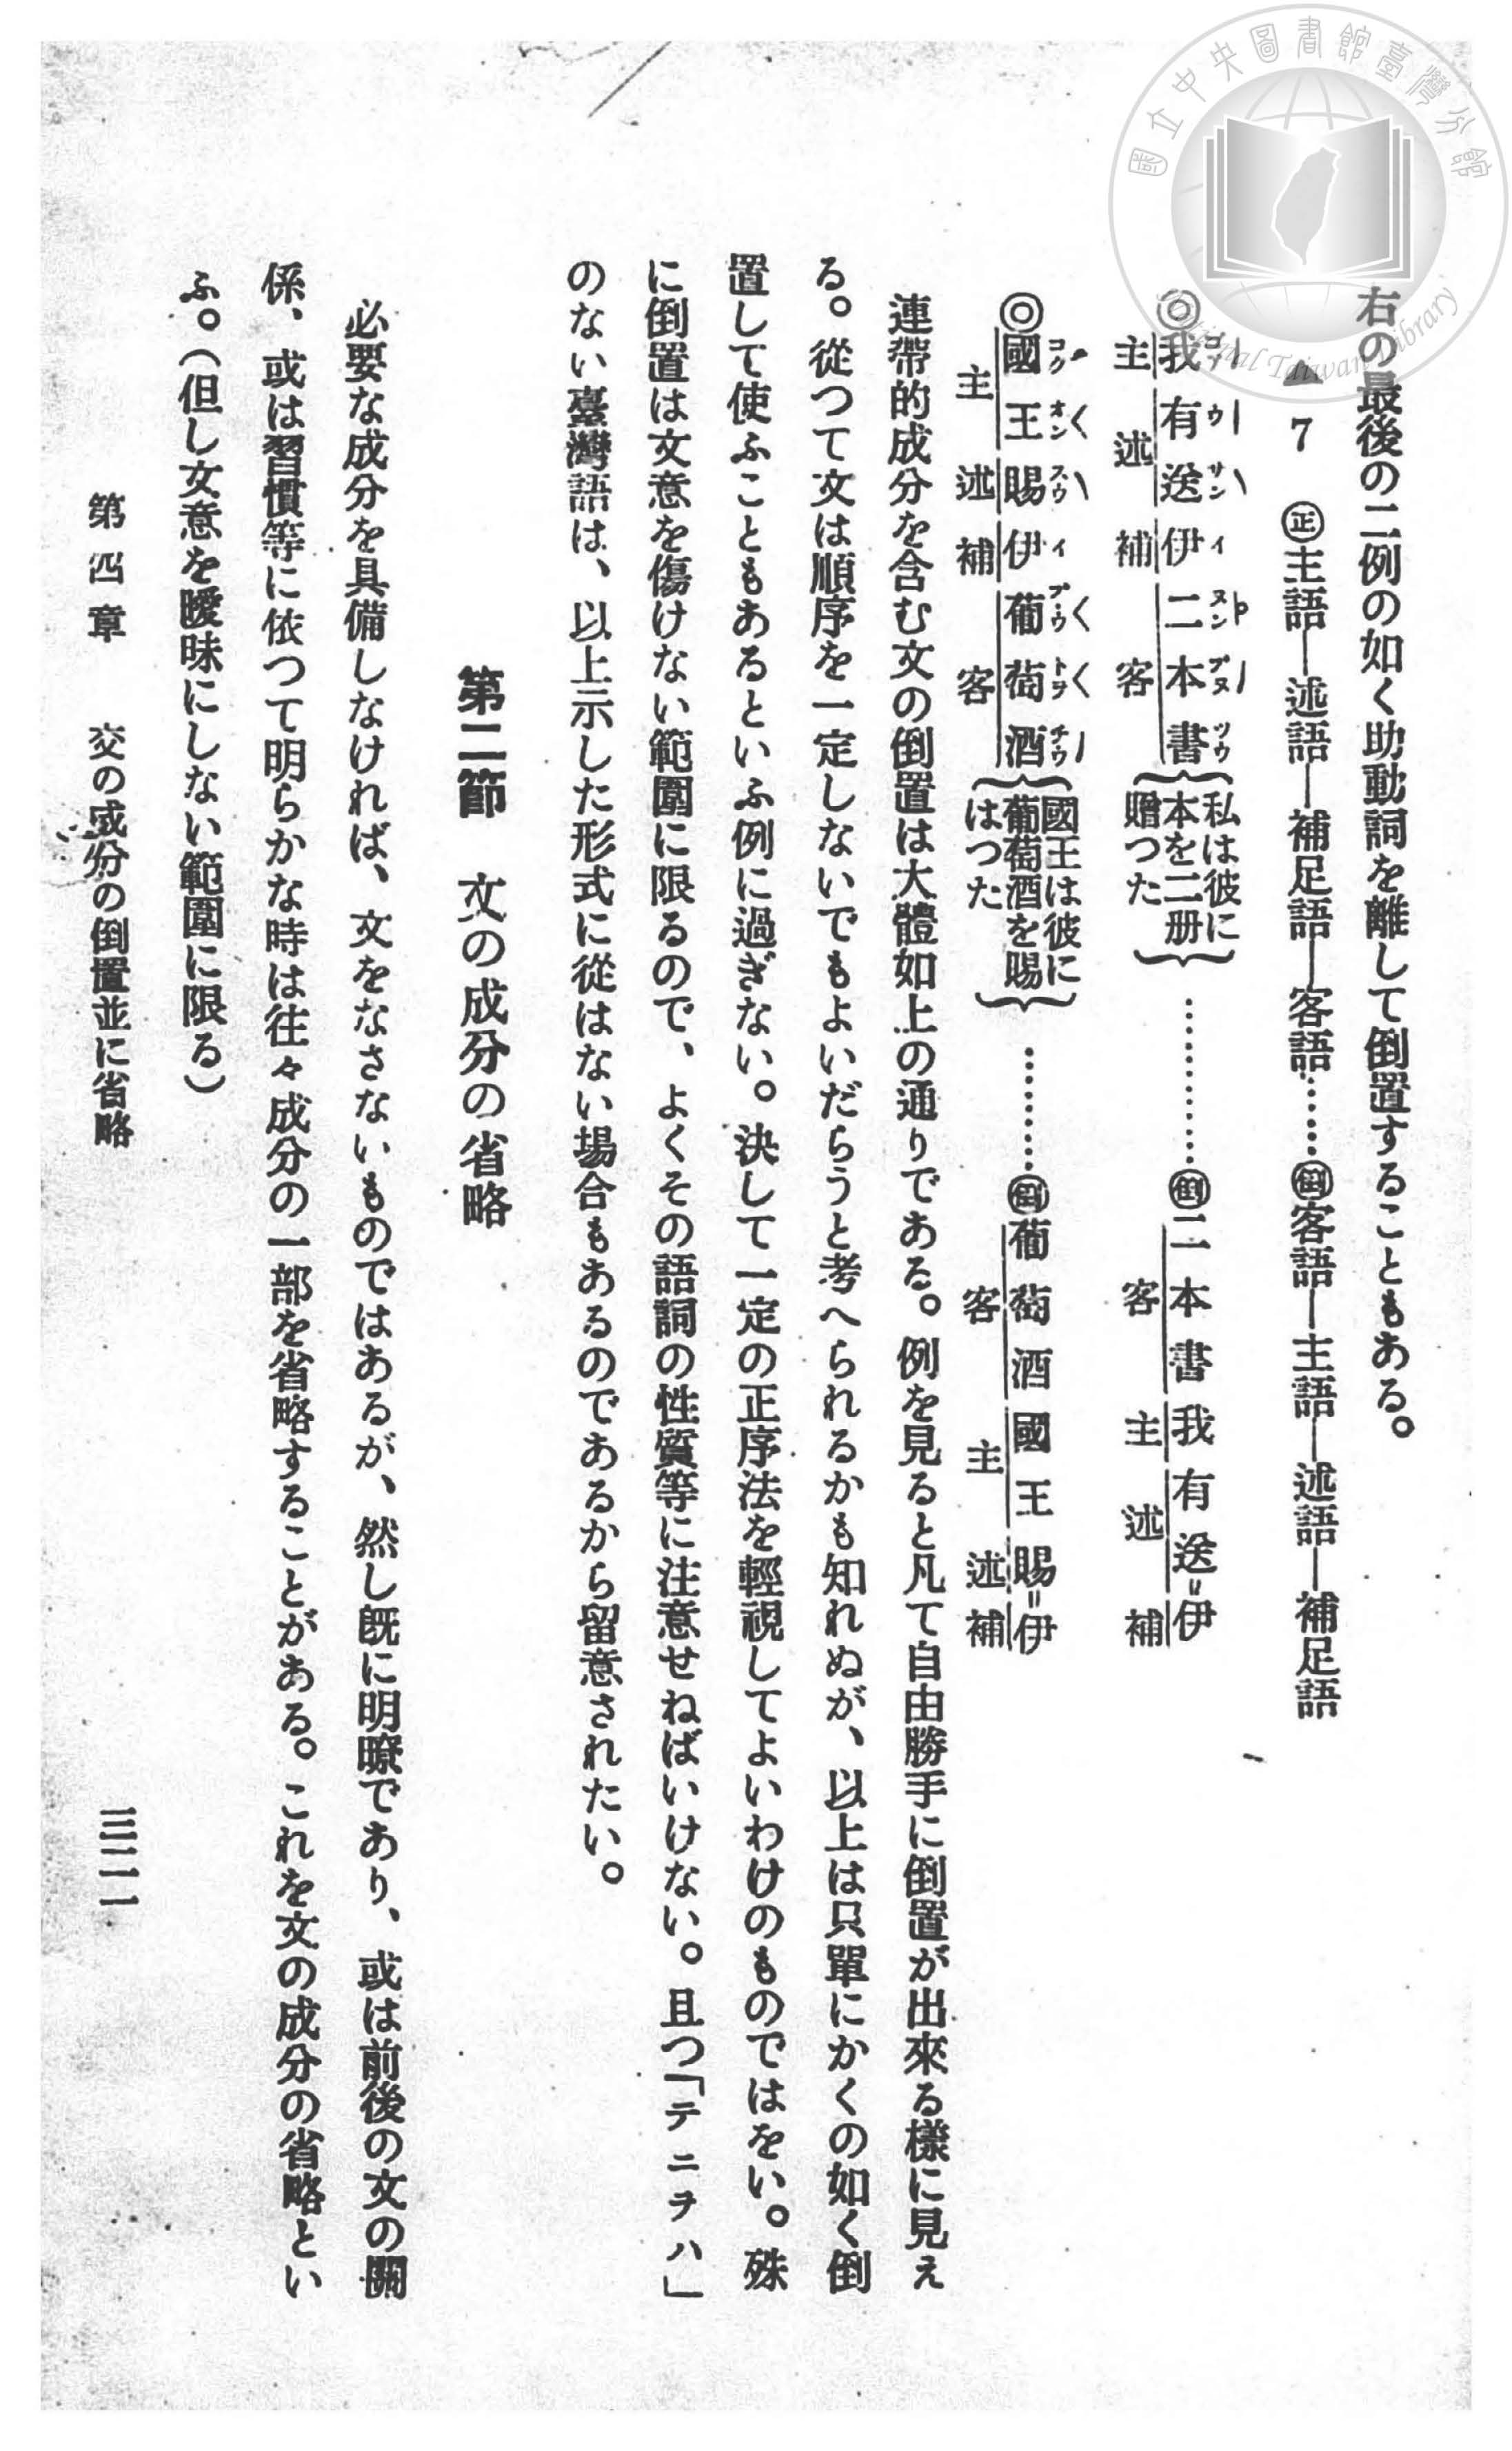 國立中央圖書館臺灣分館
National Taiwan Library
右の最後の二例の如く助動詞を離して倒置することもある。
▲7 ㊣主語―述語―補足語―客語……倒客語―主語―述語―補足語
◎我有送伊二本書{私は彼に本を二册贈つた}…………倒二本書我有送=伊
主 述 補 客 客 主 述 補
◎國王賜伊葡萄酒{國王は彼に葡萄酒を賜はつた}………倒葡萄酒國王賜=伊
主 述 補 客 客 主 述 補
連帶的成分を含む文の倒置は大體如上の通りである。例を見ると凡て自由勝手に倒置が出來る樣に見え
る。從つて文は順序を一定しないでもよいだらうと考へられるかも知れぬが、以上は只單にかくの如く倒
置して使ふこともあるといふ例に過ぎない。決して一定の正序法を輕視してよいわけのものではをい。殊
に倒置は文意を傷けない範圍に限るので、よくその語詞の性質等に注意せねばいけない。且つ「テニヲハ」
のない臺灣語は、以上示した形式に從はない場合もあるのであるから留意されたい。
第二節 文の成分の省略
必要な成分を具備しなければ、文をなさないものではあるが、然し既に明暸であり、或は前後の文の關
係、或は習慣等に依つて明らかな時は往々成分の一部を省略することがある。これを文の成分の省略とい
ふ。(但し女意を曖昧にしない範圍に限る)
第四章 交の成分の倒置並に省略
三二一